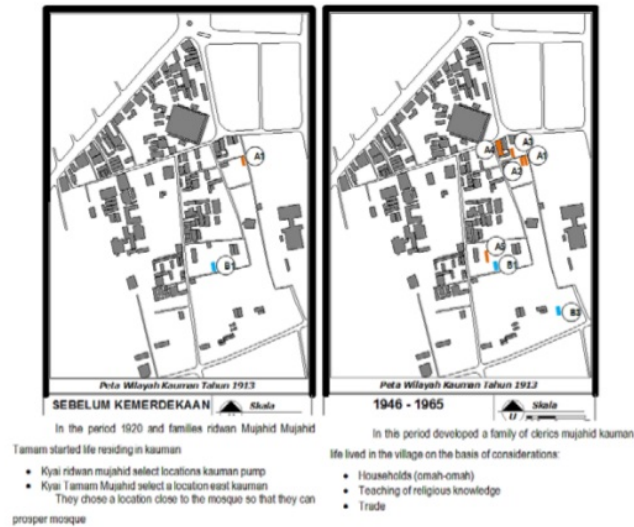 A1
B1
Peta Wilayah Kauman Tahun 1913
SEBELUM KEMERDEKAAN
Skala
In the period 1920 and families ridwan Mujahid Mujahid
Tamam started life residing in kauman
• Kyai ridwan mujahid select locations kauman pump
• Kyai Tamam Mujahid select a location east kauman
They chose a location close to the mosque so that they can
prosper mosque
A4
A3
A1
A2
A5
B1
Peta Wilayah Kauman Tahun 1913
1946 - 1965
U
Skala
In this period developed a family of clerics mujahid kauman
life lived in the village on the basis of considerations:
• Households (omah-omah)
• Teaching of religious knowledge
• Trade